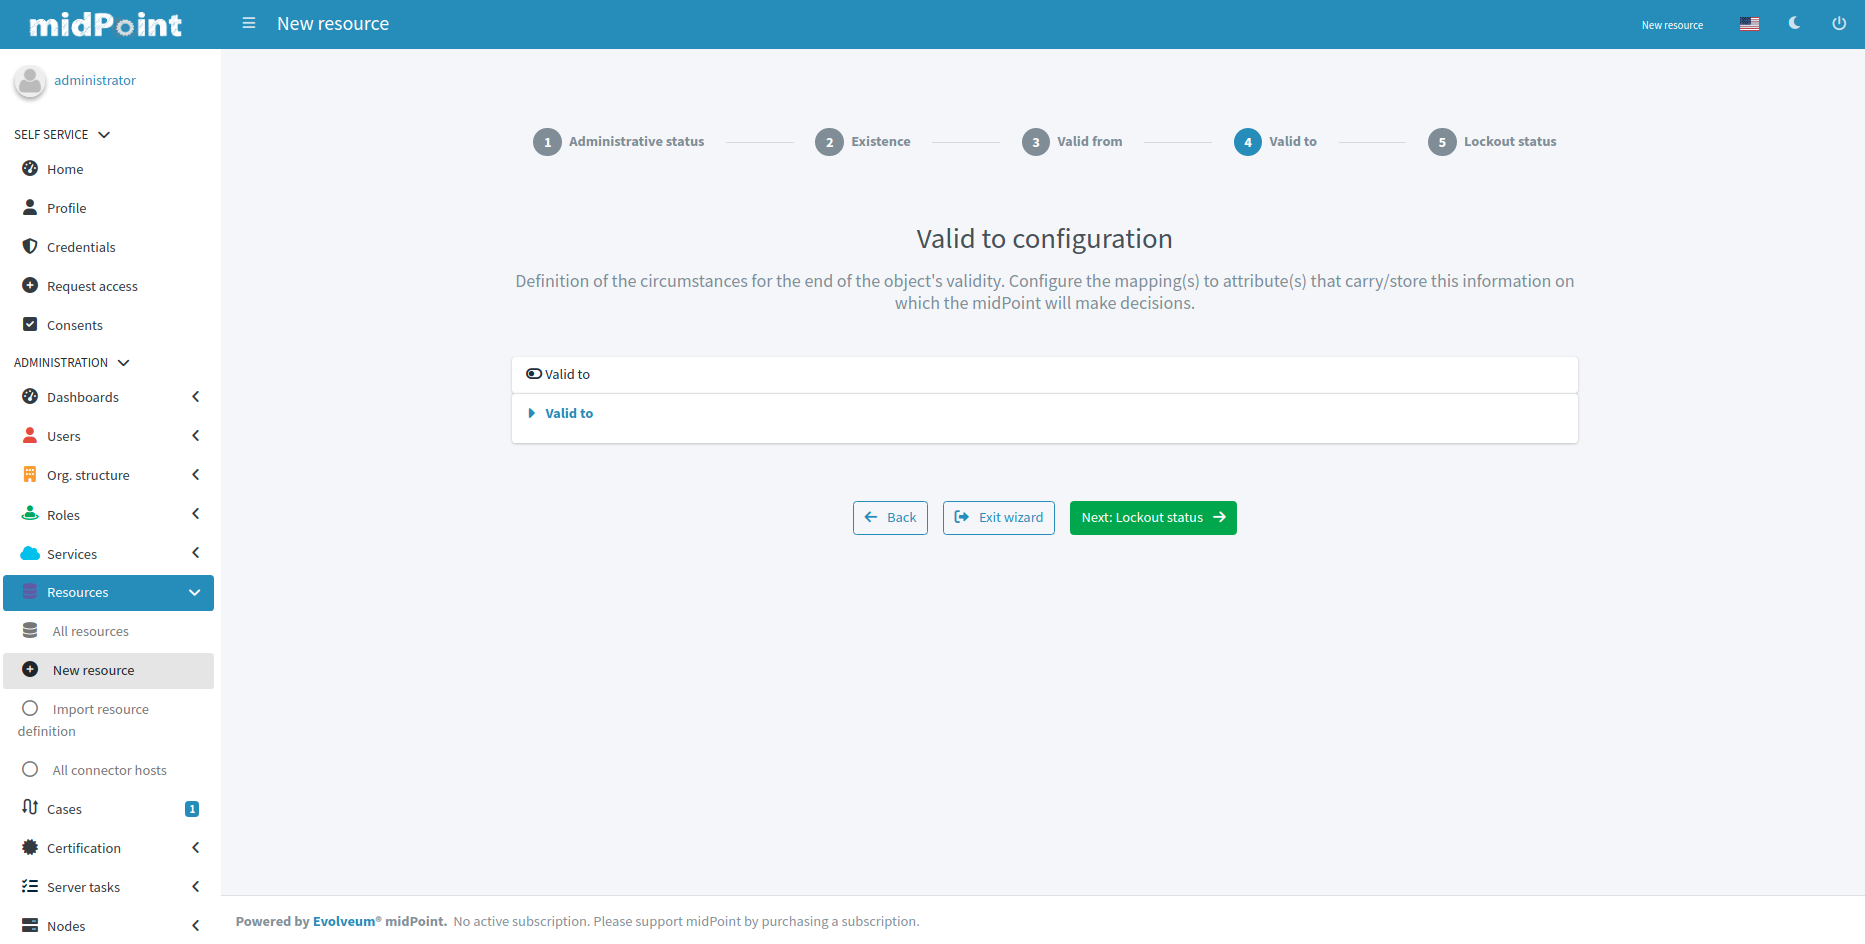 midPoint
New resource
New resource
administrator
SELF SERVICE
Home
Profile
Credentials
Request access
Consents
ADMINISTRATION
Dashboards
Users
Org. structure
Roles
Services
Resources
All resources
New resource
Import resource
definition
All connector hosts
Cases
1
Certification
Server tasks
Nodes
1 Administrative status
2 Existence
3 Valid from
4 Valid to
5 Lockout status
Valid to configuration
Definition of the circumstances for the end of the object's validity. Configure the mapping(s) to attribute(s) that carry/store this information on
which the midPoint will make decisions.
Valid to
Valid to
Back
Exit wizard
Next: Lockout status
Powered by Evolveum® midPoint. No active subscription. Please support midPoint by purchasing a subscription.